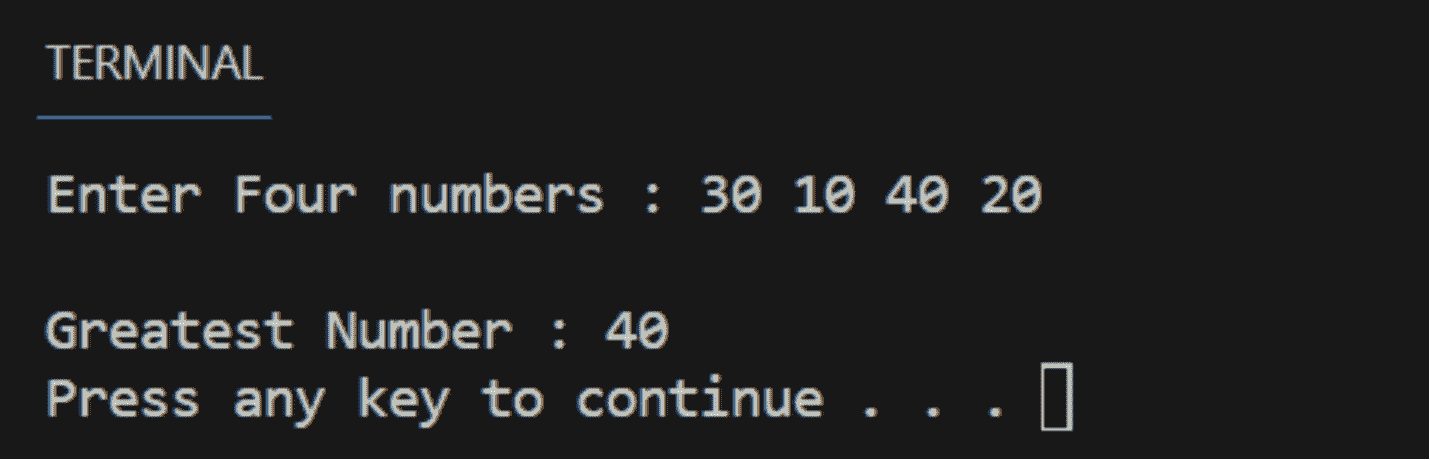 TERMINAL
Enter Four numbers : 30 10 40 20
Greatest Number : 40
Press any key to continue . . .